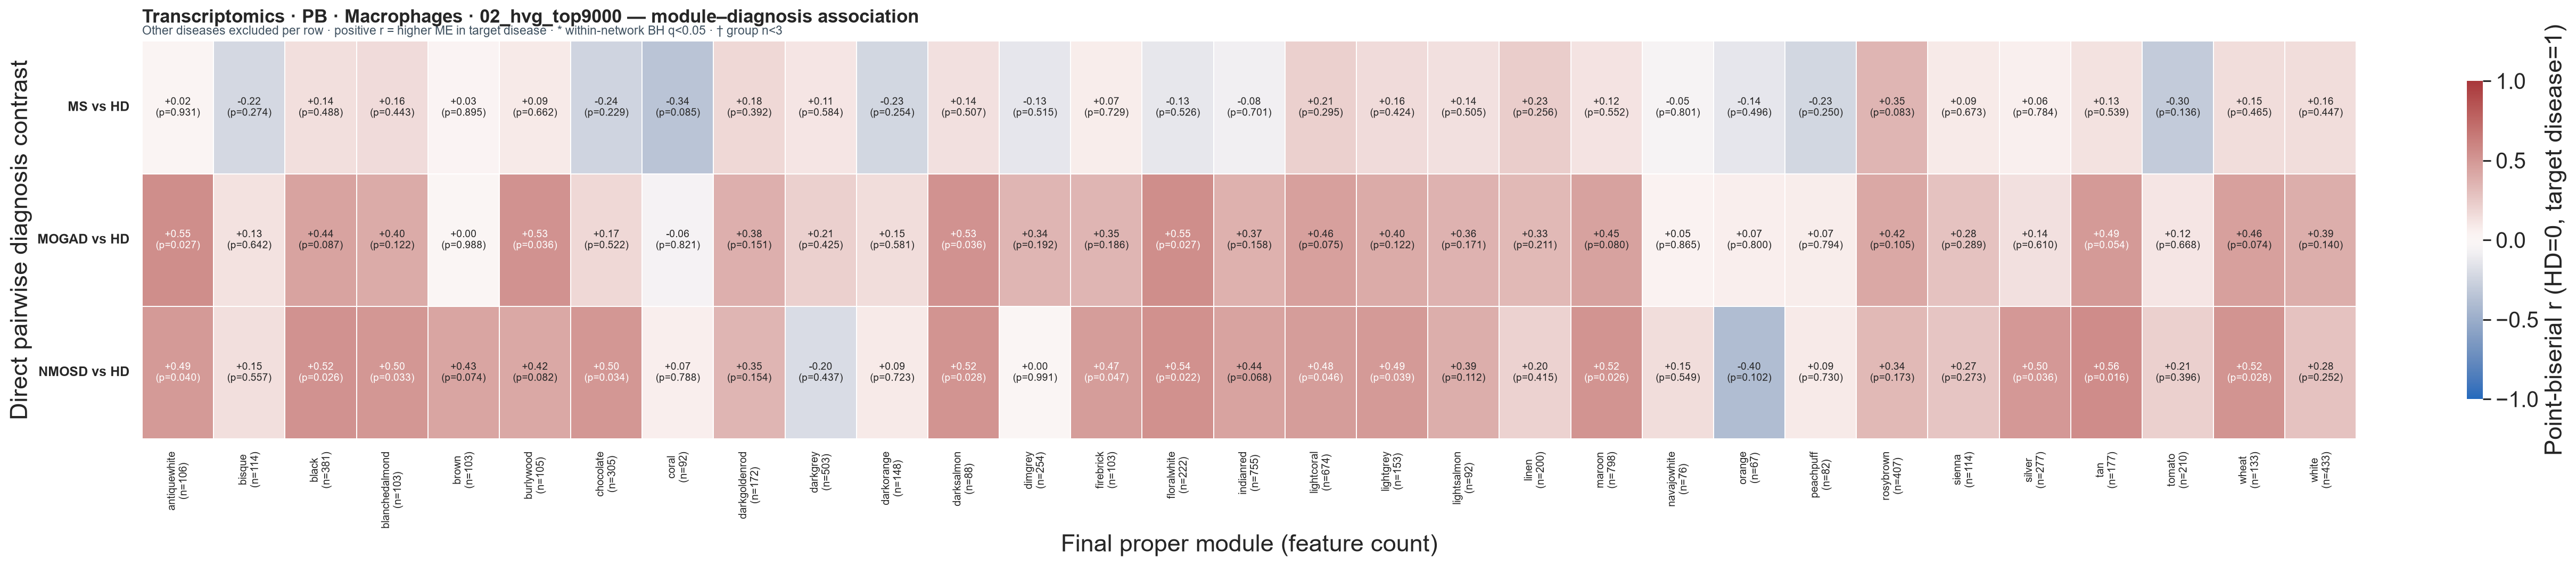 Transcriptomics · PB · Macrophages · 02_hvg_top9000 — module–diagnosis association
Other diseases excluded per row · positive r = higher ME in target disease · * within-network BH q<0.05 · † group n<3
Direct pairwise diagnosis contrast
MS vs HD
+0.02 -0.22 +0.14 +0.16 +0.03 +0.09 -0.24 -0.34 +0.18 +0.11 -0.23 +0.14 -0.13 +0.07 -0.13 -0.08 +0.21 +0.16 +0.14 +0.23 +0.12 -0.05 -0.14 -0.23 +0.35 +0.09 +0.06 +0.13 -0.30 +0.15 +0.16
(p=0.931) (p=0.274) (p=0.488) (p=0.443) (p=0.895) (p=0.662) (p=0.229) (p=0.085) (p=0.392) (p=0.584) (p=0.254) (p=0.507) (p=0.515) (p=0.729) (p=0.526) (p=0.701) (p=0.295) (p=0.424) (p=0.505) (p=0.256) (p=0.552) (p=0.801) (p=0.496) (p=0.250) (p=0.083) (p=0.673) (p=0.784) (p=0.539) (p=0.136) (p=0.465) (p=0.447)
MOGAD vs HD
+0.55 +0.13 +0.44 +0.40 +0.00 +0.53 +0.17 -0.06 +0.38 +0.21 +0.15 +0.53 +0.34 +0.35 +0.55 +0.37 +0.46 +0.40 +0.36 +0.33 +0.45 +0.05 +0.07 +0.07 +0.42 +0.28 +0.14 +0.49 +0.12 +0.46 +0.39
(p=0.027) (p=0.642) (p=0.087) (p=0.122) (p=0.988) (p=0.036) (p=0.522) (p=0.821) (p=0.151) (p=0.425) (p=0.581) (p=0.036) (p=0.192) (p=0.186) (p=0.027) (p=0.158) (p=0.075) (p=0.122) (p=0.171) (p=0.211) (p=0.080) (p=0.865) (p=0.800) (p=0.794) (p=0.105) (p=0.289) (p=0.610) (p=0.054) (p=0.668) (p=0.074) (p=0.140)
NMOSD vs HD
+0.49 +0.15 +0.52 +0.50 +0.43 +0.42 +0.50 +0.07 +0.35 -0.20 +0.09 +0.52 +0.00 +0.47 +0.54 +0.44 +0.48 +0.49 +0.39 +0.20 +0.52 +0.15 -0.40 +0.09 +0.34 +0.27 +0.50 +0.56 +0.21 +0.52 +0.28
(p=0.040) (p=0.557) (p=0.026) (p=0.033) (p=0.074) (p=0.082) (p=0.034) (p=0.788) (p=0.154) (p=0.437) (p=0.723) (p=0.028) (p=0.991) (p=0.047) (p=0.022) (p=0.068) (p=0.046) (p=0.039) (p=0.112) (p=0.415) (p=0.026) (p=0.549) (p=0.102) (p=0.730) (p=0.173) (p=0.273) (p=0.036) (p=0.016) (p=0.396) (p=0.028) (p=0.252)
antiquewhite
(n=106)
bisque
(n=114)
black
(n=381)
blanchedalmond
(n=103)
brown
(n=103)
burlywood
(n=105)
chocolate
(n=305)
coral
(n=92)
darkgoldenrod
(n=172)
darkgrey
(n=503)
darkorange
(n=148)
darksalmon
(n=88)
dimgrey
(n=254)
firebrick
(n=103)
floralwhite
(n=222)
indianred
(n=755)
lightcoral
(n=674)
lightgrey
(n=153)
lightsalmon
(n=92)
linen
(n=200)
maroon
(n=798)
navajowhite
(n=76)
orange
(n=67)
peachpuff
(n=82)
rosybrown
(n=407)
sienna
(n=114)
silver
(n=277)
tan
(n=177)
tomato
(n=210)
wheat
(n=133)
white
(n=433)
Final proper module (feature count)
1.0
0.5
0.0
−0.5
−1.0
Point-biserial r (HD=0, target disease=1)